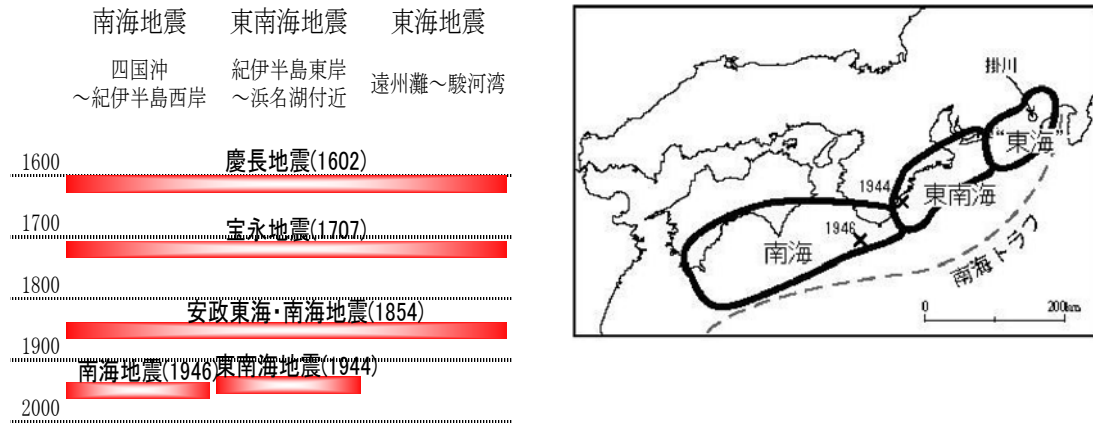 南海地震
東南海地震
東海地震
四国沖
～紀伊半島西岸
紀伊半島東岸
～浜名湖付近
遠州灘～駿河湾
1600
慶長地震(1602)
1700
宝永地震(1707)
1800
安政東海・南海地震(1854)
1900
南海地震(1946)
東南海地震(1944)
2000
掛川
“東海”
1944
東南海
1946
南海
南海トラフ
0
200km